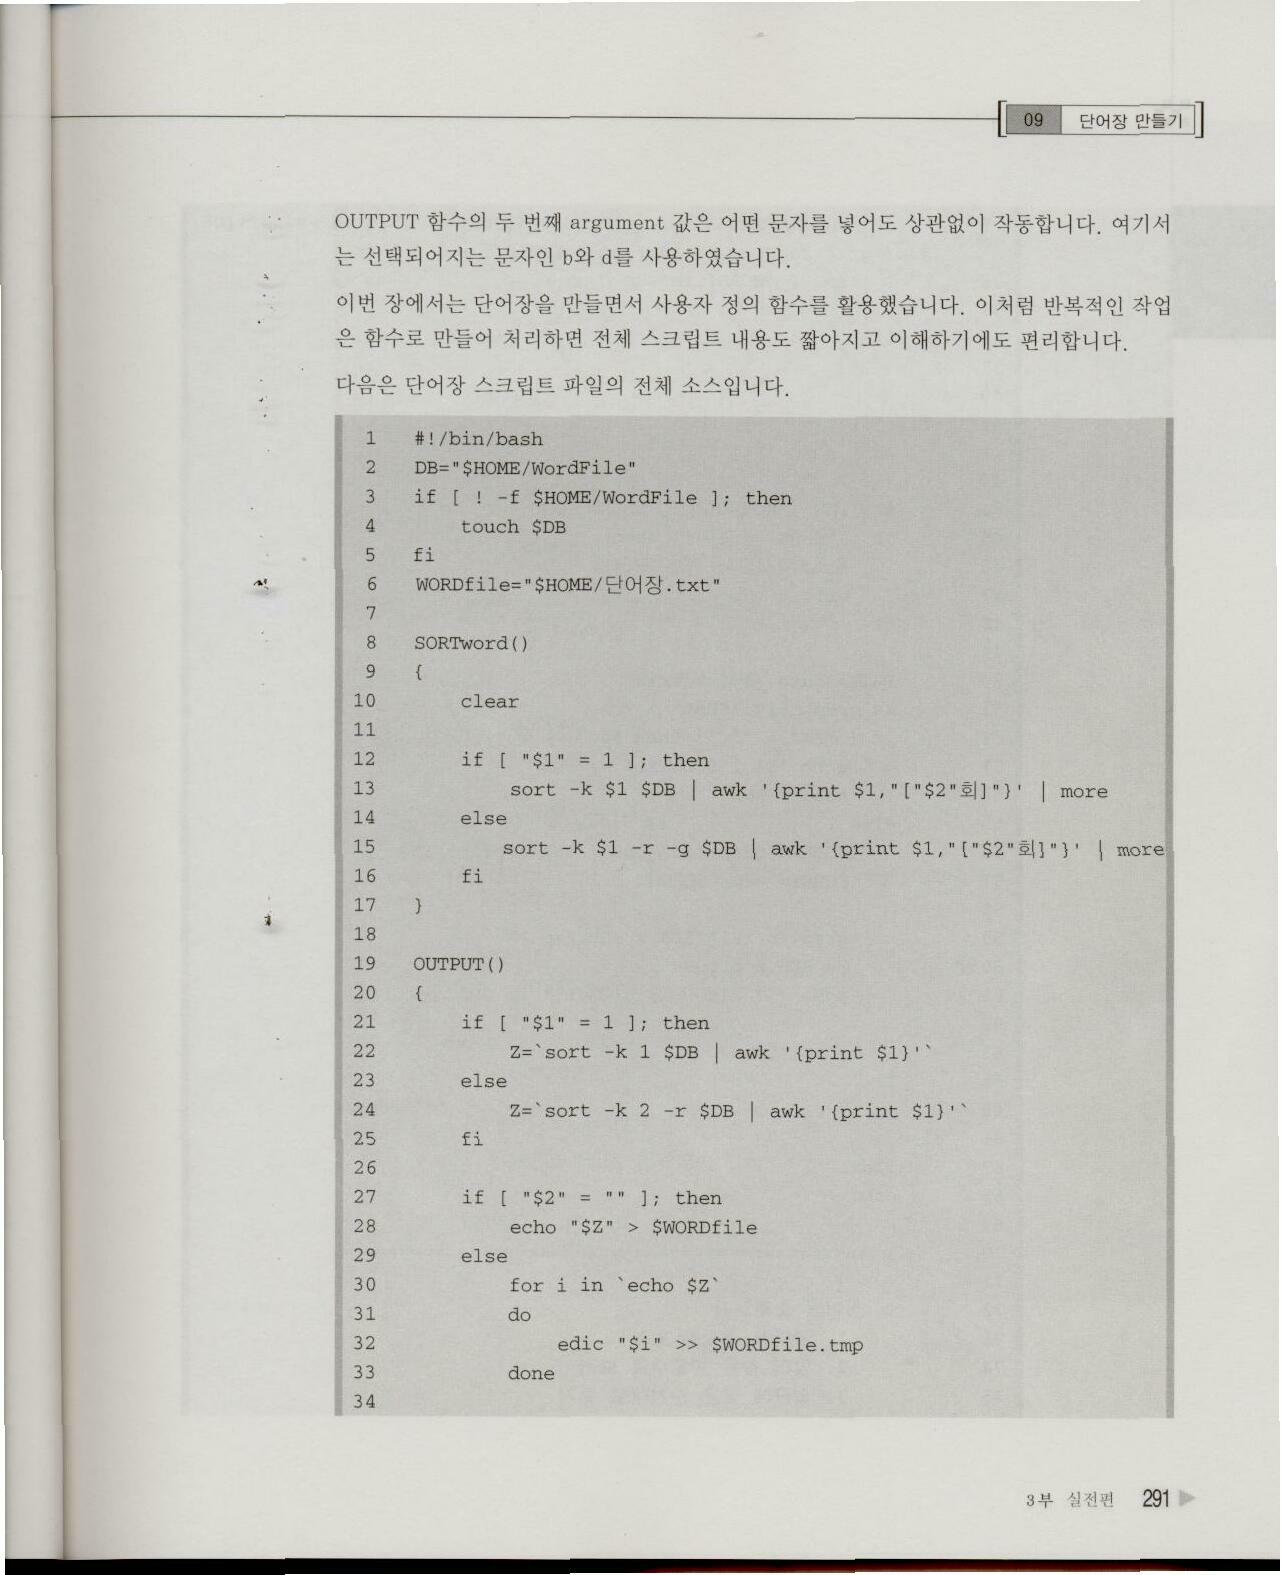 09 단어장 만들기
OUTPUT 함수의 두 번째 argument 값은 어떤 문자를 넣어도 상관없이 작동합니다. 여기서
는 선택되어지는 문자인 b와 d를 사용하였습니다.
이번 장에서는 단어장을 만들면서 사용자 정의 함수를 활용했습니다. 이처럼 반복적인 작업
은 함수로 만들어 처리하면 전체 스크립트 내용도 짧아지고 이해하기에도 편리합니다.
다음은 단어장 스크립트 파일의 전체 소스입니다.
1 #!/bin/bash
2 DB="$HOME/WordFile"
3 if [ ! -f $HOME/WordFile ]; then
4 touch $DB
5 fi
6 WORDfile="$HOME/단어장.txt"
7
8 SORTword()
9 {
10 clear
11
12 if [ "$1" = 1 ]; then
13 sort -k $1 $DB | awk '{print $1,"["$2"회]"}' | more
14 else
15 sort -k $1 -r -g $DB | awk '{print $1,"["$2"회]"}' | more
16 fi
17 }
18
19 OUTPUT()
20 {
21 if [ "$1" = 1 ]; then
22 Z=`sort -k 1 $DB | awk '{print $1}'`
23 else
24 Z=`sort -k 2 -r $DB | awk '{print $1}'`
25 fi
26
27 if [ "$2" = "" ]; then
28 echo "$Z" > $WORDfile
29 else
30 for i in `echo $Z`
31 do
32 edic "$i" >> $WORDfile.tmp
33 done
34
3부 실전편 291